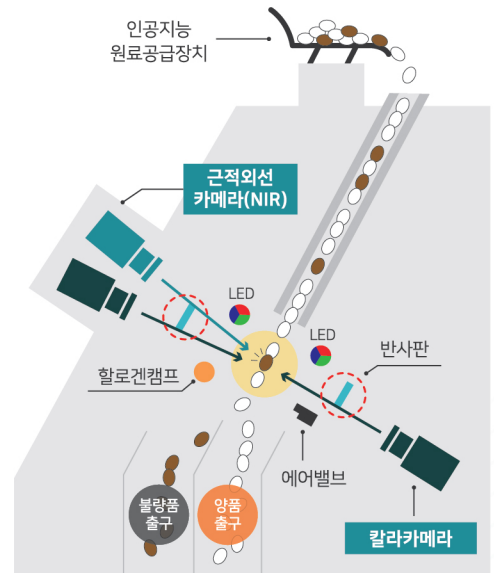 인공지능
원료공급장치
근적외선
카메라(NIR)
LED
LED
반사판
할로겐캠프
에어밸브
불량품
출구
양품
출구
칼라카메라